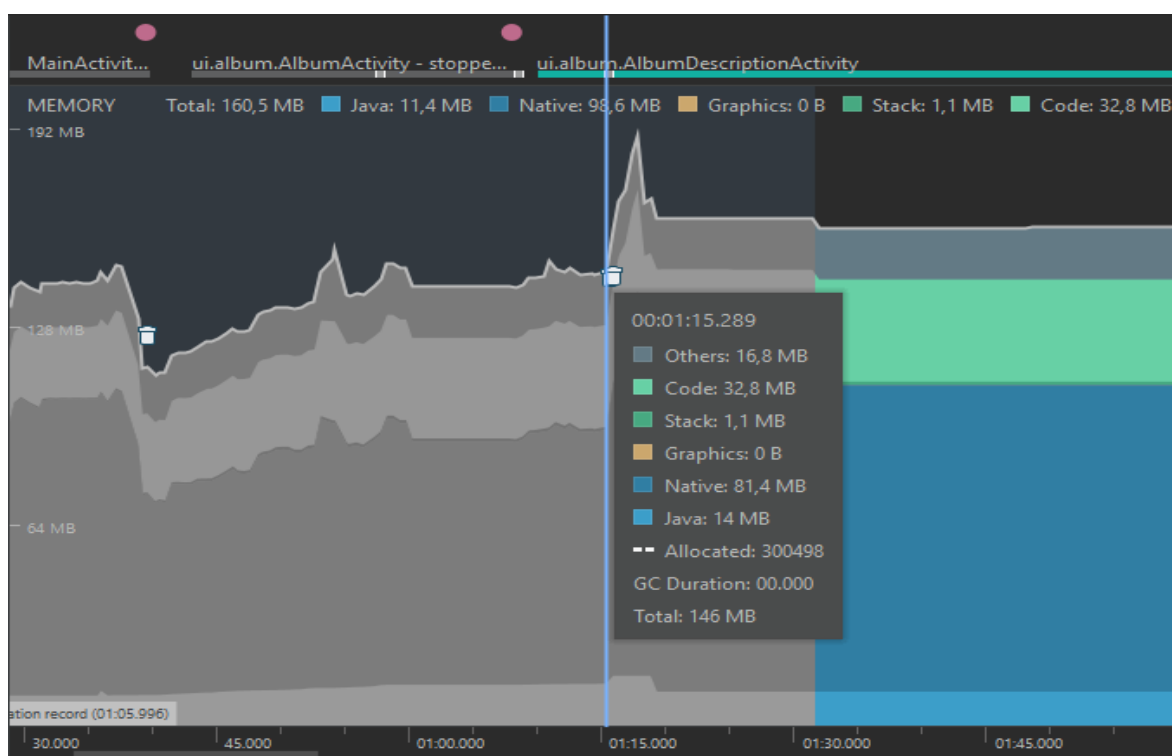 MainActivit...
ui.album.AlbumActivity - stoppe...
ui.album.AlbumDescriptionActivity
MEMORY Total: 160,5 MB Java: 11,4 MB Native: 98,6 MB Graphics: 0 B Stack: 1,1 MB Code: 32,8 MB
192 MB
128 MB
64 MB
00:01:15.289
Others: 16,8 MB
Code: 32,8 MB
Stack: 1,1 MB
Graphics: 0 B
Native: 81,4 MB
Java: 14 MB
Allocated: 300498
GC Duration: 00.000
Total: 146 MB
ation record (01:05.996)
30.000 45.000 01:00.000 01:15.000 01:30.000 01:45.000